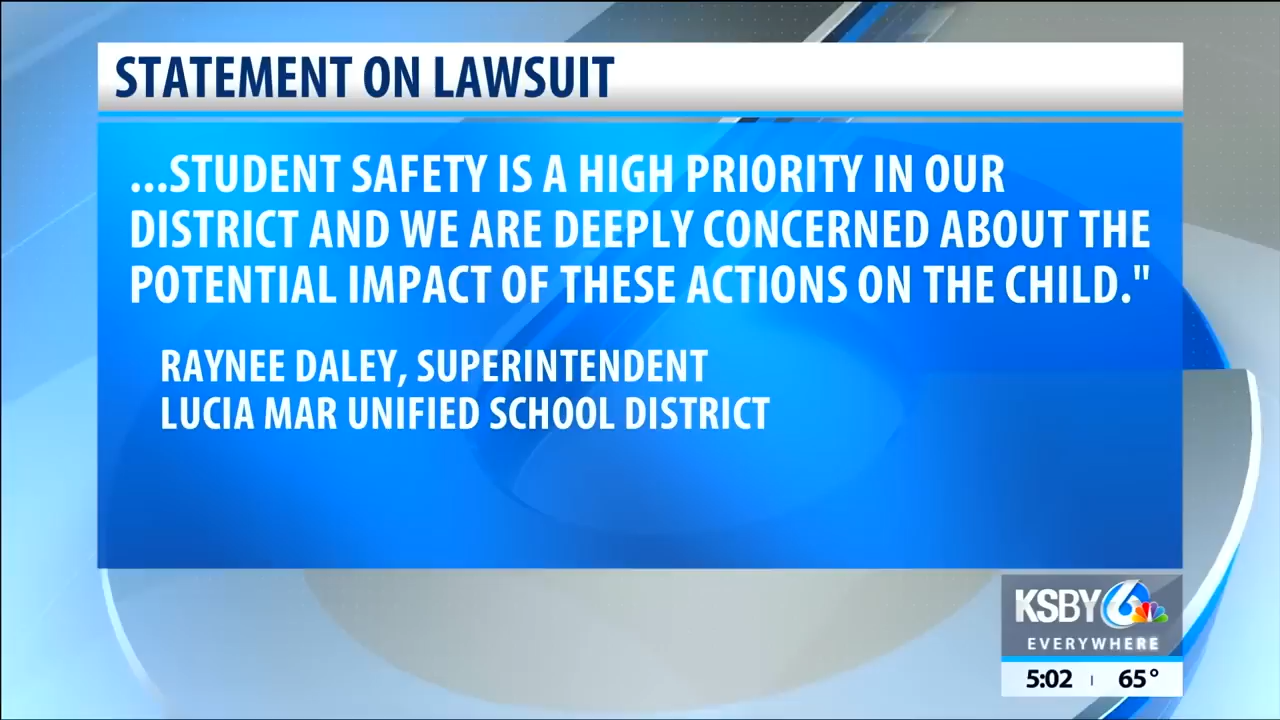 STATEMENT ON LAWSUIT
...STUDENT SAFETY IS A HIGH PRIORITY IN OUR
DISTRICT AND WE ARE DEEPLY CONCERNED ABOUT THE
POTENTIAL IMPACT OF THESE ACTIONS ON THE CHILD."
RAYNEE DALEY, SUPERINTENDENT
LUCIA MAR UNIFIED SCHOOL DISTRICT
KSBY 6
EVERYWHERE
5:02 65°